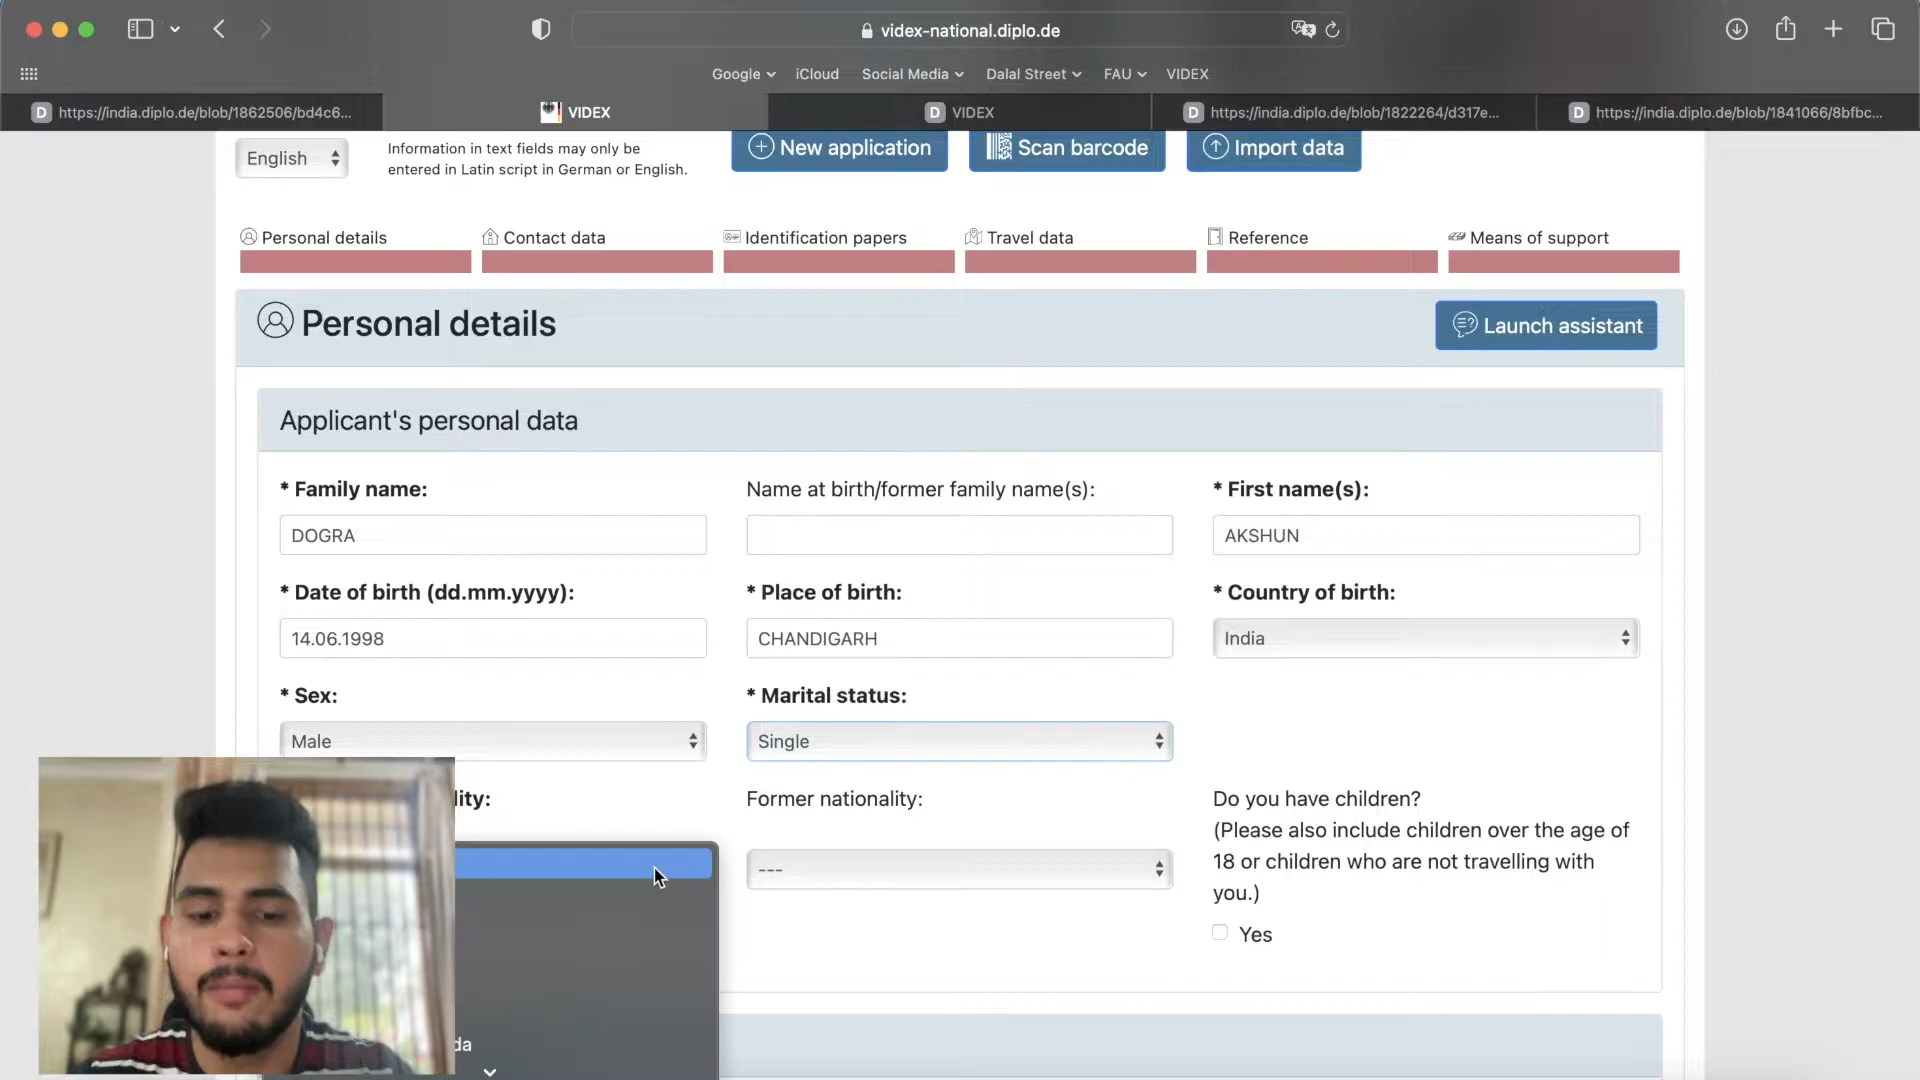 videx-national.diplo.de
Google
iCloud
Social Media
Dalal Street
FAU
VIDEX
D https://india.diplo.de/blob/1862506/bd4c6...
VIDEX
D VIDEX
D https://india.diplo.de/blob/1822264/d317e...
D https://india.diplo.de/blob/1841066/8bfbc...
English
Information in text fields may only be
entered in Latin script in German or English.
New application
Scan barcode
Import data
Personal details
Contact data
Identification papers
Travel data
Reference
Means of support
Personal details
Launch assistant
Applicant's personal data
* Family name:
Name at birth/former family name(s):
* First name(s):
DOGRA
AKSHUN
* Date of birth (dd.mm.yyyy):
* Place of birth:
* Country of birth:
14.06.1998
CHANDIGARH
India
* Sex:
* Marital status:
Male
Single
lity:
Former nationality:
Do you have children?
(Please also include children over the age of
18 or children who are not travelling with
you.)
---
Yes
da